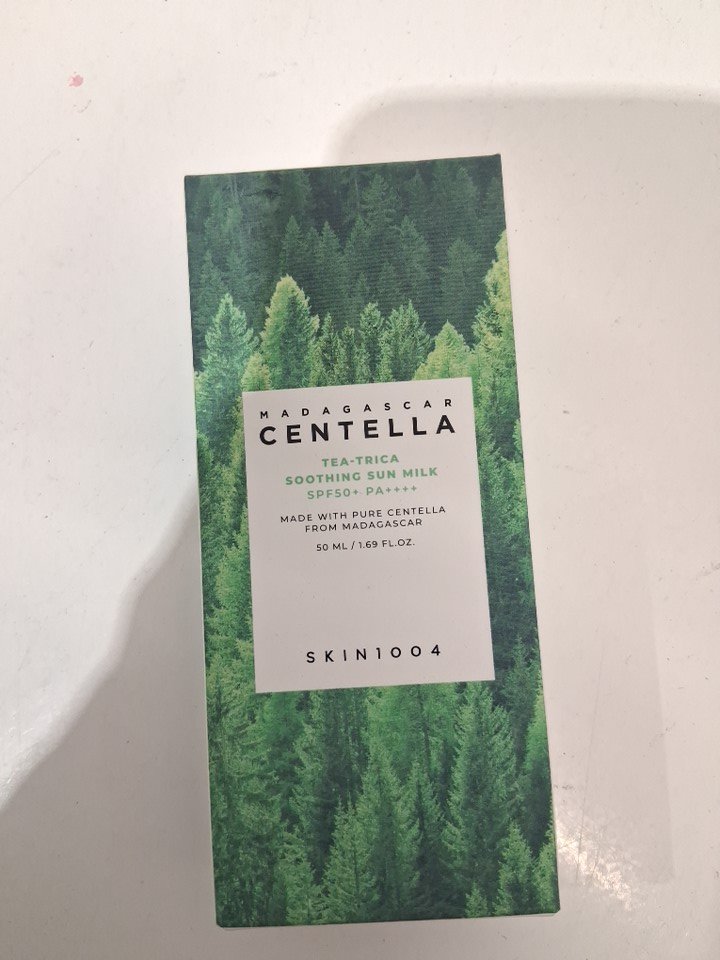 MADAGASCAR
CENTELLA
TEA-TRICA
SOOTHING SUN MILK
SPF50+ PA++++
MADE WITH PURE CENTELLA
FROM MADAGASCAR
50 ML / 1.69 FL.OZ.
SKIN1004